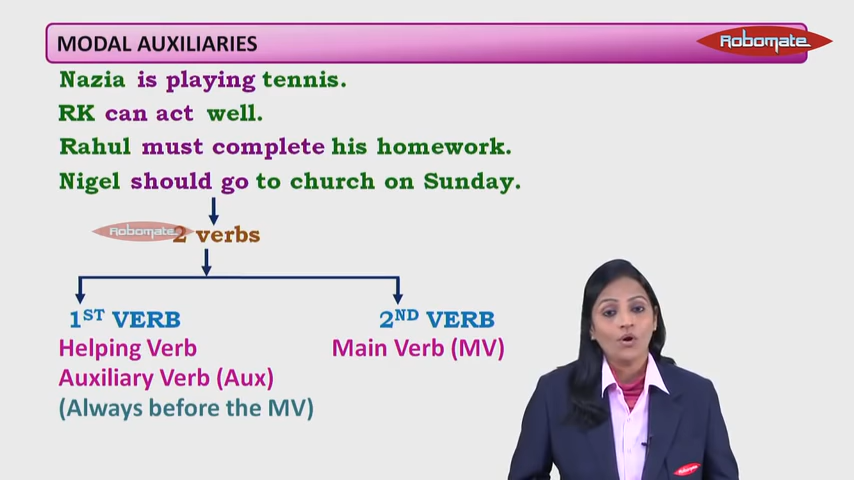 MODAL AUXILIARIES
Robomate
Nazia is playing tennis.
RK can act well.
Rahul must complete his homework.
Nigel should go to church on Sunday.
Robomate
2 verbs
1ST VERB
2ND VERB
Helping Verb
Main Verb (MV)
Auxiliary Verb (Aux)
(Always before the MV)
Robomate